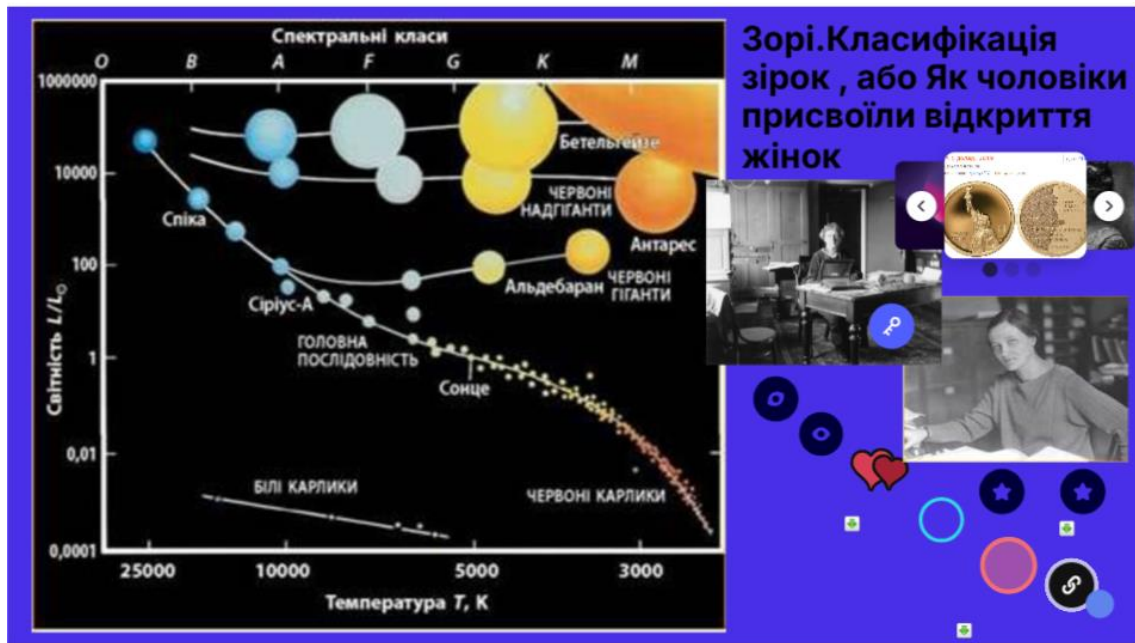 Спектральні класи
O B A F G K M
1000000
10000
100
1
0,01
0,0001
Світність L/L⊙
Бетельгейзе
ЧЕРВОНІ
НАДГІГАНТИ
Антарес
Спіка
Альдебаран
ЧЕРВОНІ
ГІГАНТИ
Сіріус-А
ГОЛОВНА
ПОСЛІДОВНІСТЬ
Сонце
БІЛІ КАРЛИКИ
ЧЕРВОНІ КАРЛИКИ
25000 10000 5000 3000
Температура T, K
Зорі.Класифікація
зірок , або Як чоловіки
присвоїли відкриття
жінок